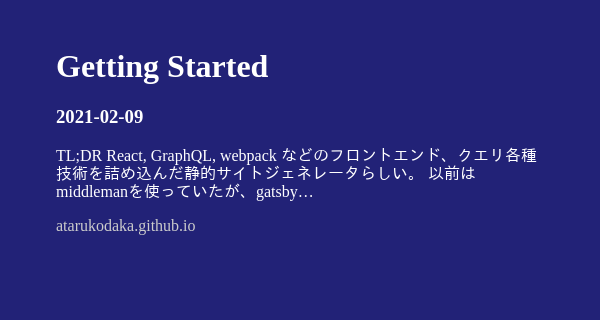 Getting Started
2021-02-09
TL;DR React, GraphQL, webpack などのフロントエンド、クエリ各種
技術を詰め込んだ静的サイトジェネレータらしい。 以前は
middlemanを使っていたが、gatsby…
atarukodaka.github.io